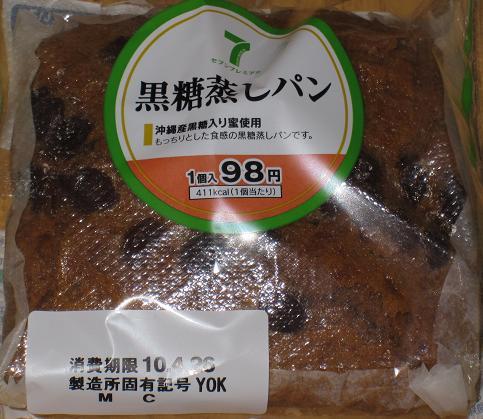 セブンプレミアム
黒糖蒸しパン
沖縄産黒糖入り蜜使用
もっちりとした食感の黒糖蒸しパンです。
1個入98円
411kcal(1個当たり)
消費期限 10.4.26
製造所固有記号 YOK
M C